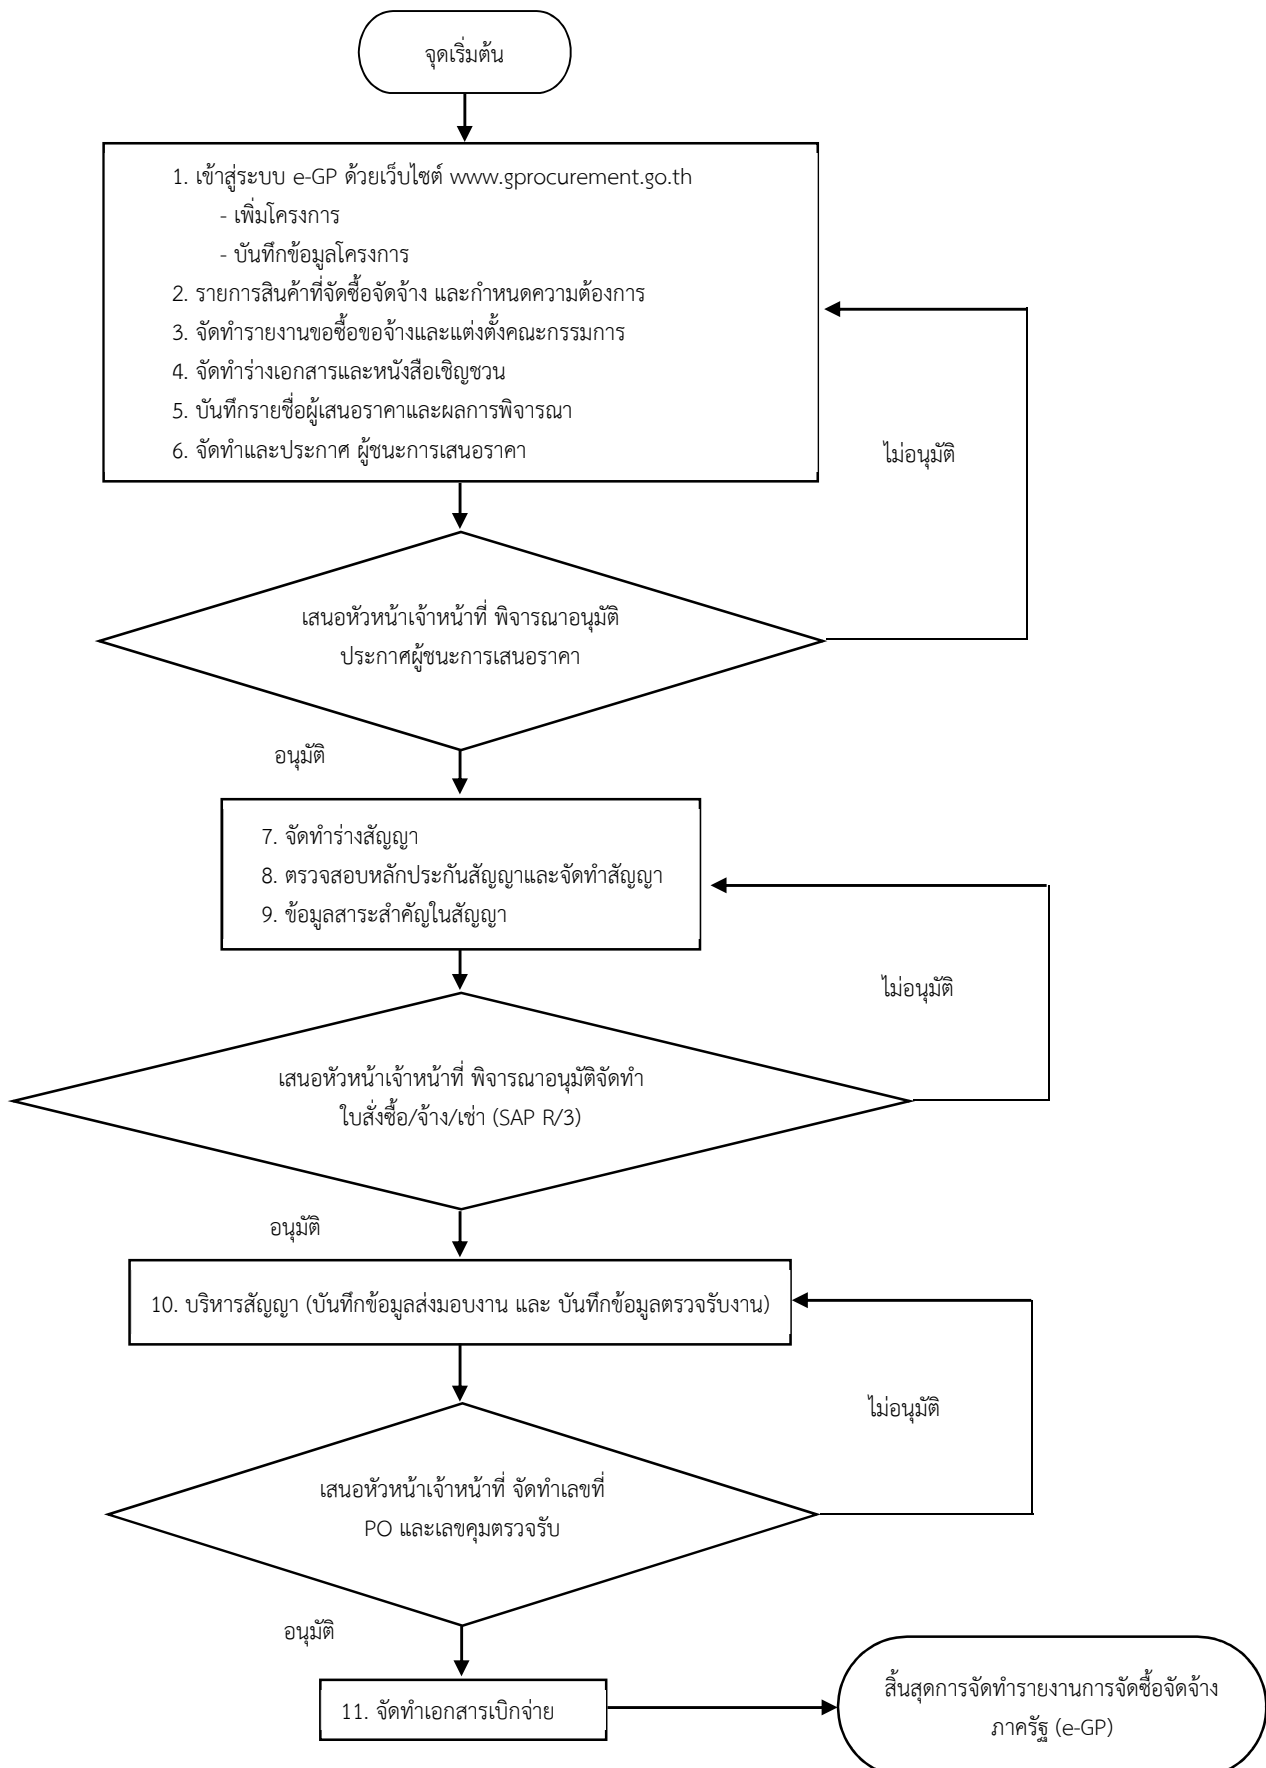 จุดเริ่มต้น
1. เข้าสู่ระบบ e-GP ด้วยเว็บไซต์ www.gprocurement.go.th
- เพิ่มโครงการ
- บันทึกข้อมูลโครงการ
2. รายการสินค้าที่จัดซื้อจัดจ้าง และกำหนดความต้องการ
3. จัดทำรายงานขอซื้อขอจ้างและแต่งตั้งคณะกรรมการ
4. จัดทำร่างเอกสารและหนังสือเชิญชวน
5. บันทึกรายชื่อผู้เสนอราคาและผลการพิจารณา
6. จัดทำและประกาศ ผู้ชนะการเสนอราคา
ไม่อนุมัติ
เสนอหัวหน้าเจ้าหน้าที่ พิจารณาอนุมัติ
ประกาศผู้ชนะการเสนอราคา
อนุมัติ
7. จัดทำร่างสัญญา
8. ตรวจสอบหลักประกันสัญญาและจัดทำสัญญา
9. ข้อมูลสาระสำคัญในสัญญา
ไม่อนุมัติ
เสนอหัวหน้าเจ้าหน้าที่ พิจารณาอนุมัติจัดทำ
ใบสั่งซื้อ/จ้าง/เช่า (SAP R/3)
อนุมัติ
10. บริหารสัญญา (บันทึกข้อมูลส่งมอบงาน และ บันทึกข้อมูลตรวจรับงาน)
ไม่อนุมัติ
เสนอหัวหน้าเจ้าหน้าที่ จัดทำเลขที่
PO และเลขคุมตรวจรับ
อนุมัติ
11. จัดทำเอกสารเบิกจ่าย
สิ้นสุดการจัดทำรายงานการจัดซื้อจัดจ้าง
ภาครัฐ (e-GP)